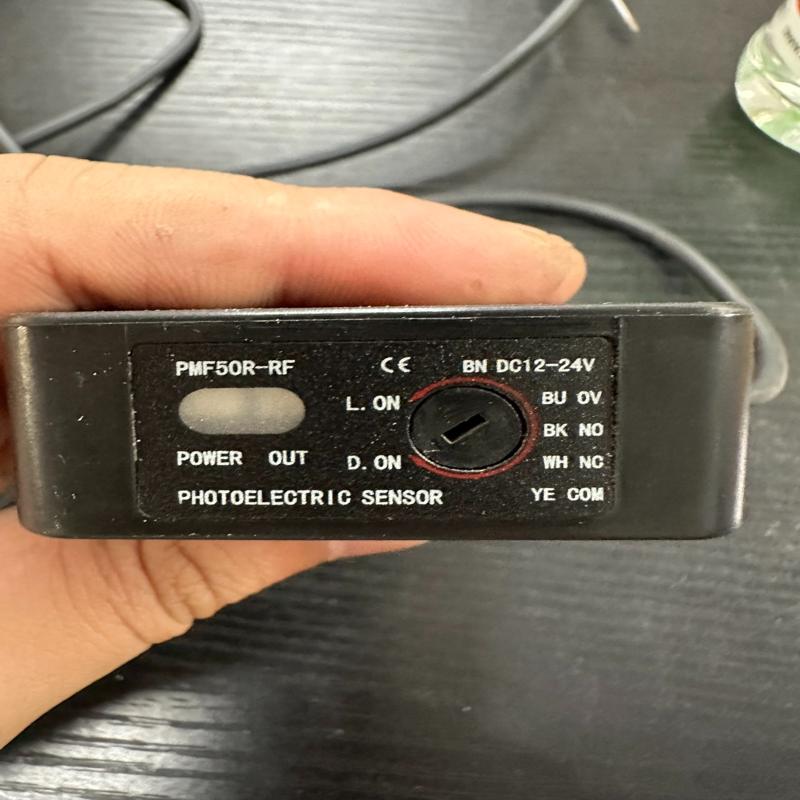 PMF50R-RF
CE
BN DC12-24V
L.ON
BU 0V
BK NO
POWER OUT
D.ON
WH NC
PHOTOELECTRIC SENSOR
YE COM